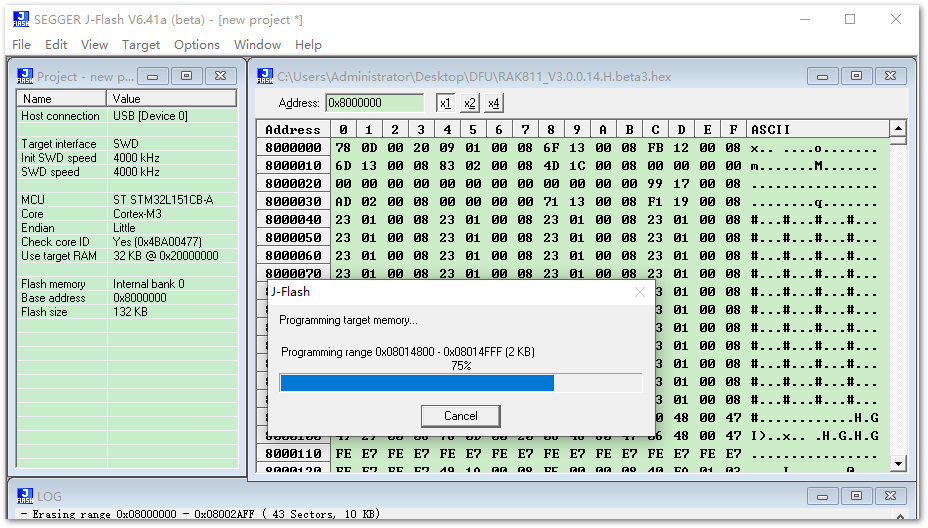 SEGGER J-Flash V6.41a (beta) - [new project *]
File Edit View Target Options Window Help
Project - new p...
Name Value
Host connection USB [Device 0]
Target interface SWD
Init SWD speed 4000 kHz
SWD speed 4000 kHz
MCU ST STM32L151CB-A
Core Cortex-M3
Endian Little
Check core ID Yes (0x4BA00477)
Use target RAM 32 KB @ 0x20000000
Flash memory Internal bank 0
Base address 0x8000000
Flash size 132 KB
C:\Users\Administrator\Desktop\DFU\RAK811_V3.0.0.14.H.beta3.hex
Address: 0x8000000 x1 x2 x4
Address 0 1 2 3 4 5 6 7 8 9 A B C D E F ASCII
8000000 78 0D 00 20 09 01 00 08 6F 13 00 08 FB 12 00 08 x.. ....o.......
8000010 6D 13 00 08 83 02 00 08 4D 1C 00 08 00 00 00 00 m.......M.......
8000020 00 00 00 00 00 00 00 00 00 00 00 00 99 17 00 08 ................
8000030 AD 02 00 08 00 00 00 00 71 13 00 08 F1 19 00 08 ........q.......
8000040 23 01 00 08 23 01 00 08 23 01 00 08 23 01 00 08 #...#...#...#...
8000050 23 01 00 08 23 01 00 08 23 01 00 08 23 01 00 08 #...#...#...#...
8000060 23 01 00 08 23 01 00 08 23 01 00 08 23 01 00 08 #...#...#...#...
8000070 23 01 00 08 23 01 00 08 23 01 00 08 23 01 00 08 #...#...#...#...
3 01 00 08 #...#...#...#...
3 01 00 08 #...#...#...#...
3 01 00 08 #...#...#...#...
3 01 00 08 #...#...#...#...
3 01 00 08 #...#...#...#...
3 01 00 08 #...#...#...#...
3 01 00 08 #...#...#...#...
0 48 00 47 #...........H.G
6 48 00 47 I)..x.. .H.G.H.G
8000110 FE E7 FE E7 FE E7 FE E7 FE E7 FE E7 FE E7 FE E7 ................
J-Flash
Programming target memory...
Programming range 0x08014800 - 0x08014FFF (2 KB)
75%
Cancel
LOG
- Erasing range 0x08000000 - 0x08002AFF ( 43 Sectors, 10 KB)